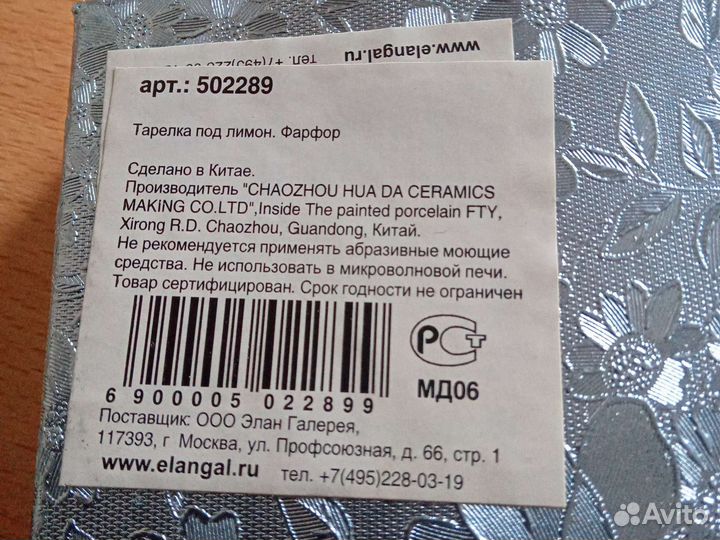 www.elangal.ru
арт.: 502289
Тарелка под лимон. Фарфор
Сделано в Китае.
Производитель "CHAOZHOU HUA DA CERAMICS
MAKiNG CO.LTD",Inside The painted porcelain FTY,
Xirong R.D. Chaozhou, Guandong, Китай.
Не рекомендуется применять абразивные моющие
средства. Не использовать в микроволновой печи.
Товар сертифицирован. Срок годности не ограничен
6 900005 022899
РСТ
МД06
Поставщик: ООО Элан Галерея,
117393, г Москва, ул. Профсоюзная, д. 66, стр. 1
www.elangal.ru тел. +7(495)228-03-19
Avito